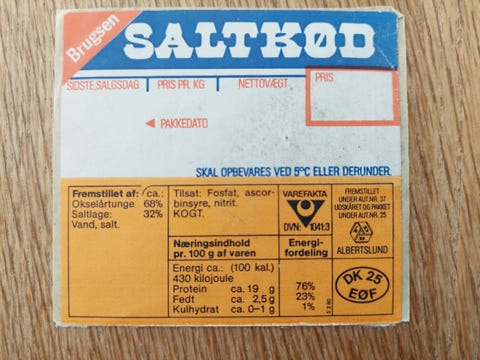 Brugsen
SALTKØD
SIDSTE SALGSDAG PRIS PR. KG NETTOVÆGT PRIS
◄ PAKKEDATO
SKAL OPBEVARES VED 5°C ELLER DERUNDER.
Fremstillet af: ca.:
Okselårtunge 68%
Saltlage: 32%
Vand, salt.
Tilsat: Fosfat, ascor-
binsyre, nitrit.
KOGT.
Næringsindhold
pr. 100 g af varen
Energi ca.: (100 kal.)
430 kilojoule
Protein ca. 19 g
Fedt ca. 2,5 g
Kulhydrat ca. 0–1 g
VAREFAKTA
DVN: 1041:3
Energi-
fordeling
76%
23%
1%
FREMSTILLET
UNDER AUT.NR. 37
UDSKÅRET OG PAKKET
UNDER AUT.NR. 25
ALBERTSLUND
DK 25
EØF